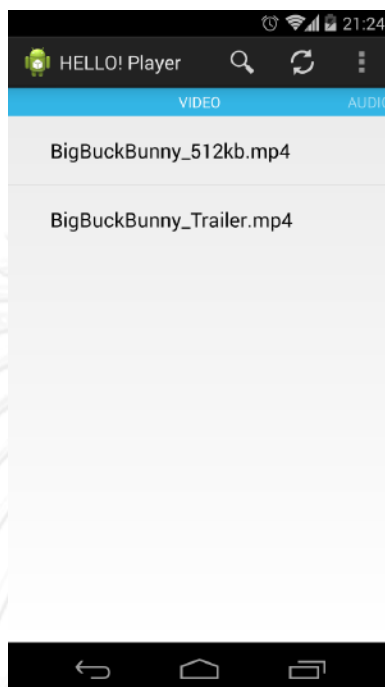 21:24
HELLO! Player
VIDEO
AUDIO
BigBuckBunny_512kb.mp4
BigBuckBunny_Trailer.mp4